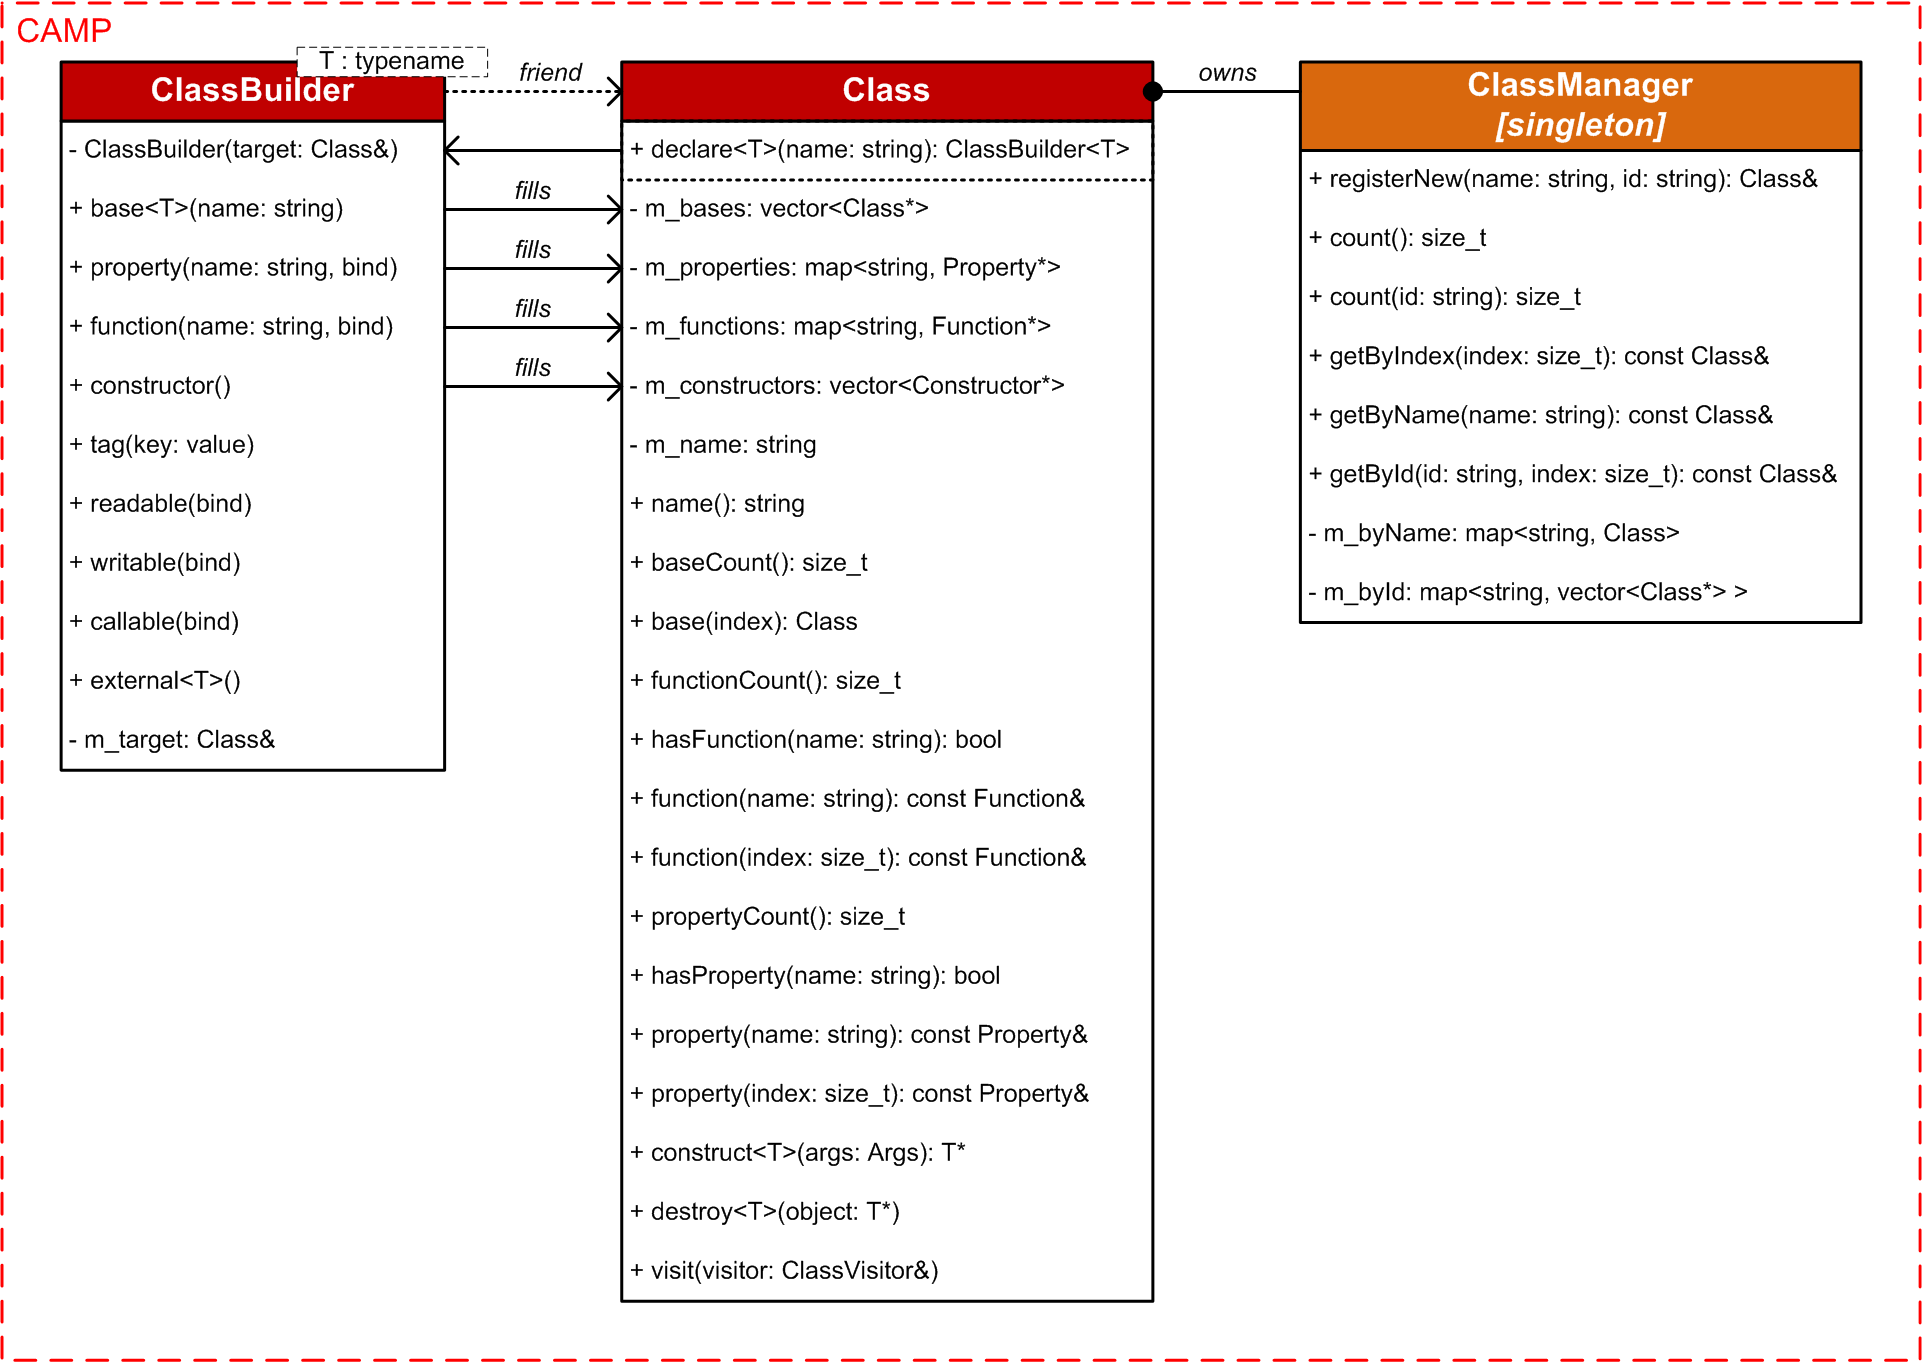 CAMP
T : typename
ClassBuilder
- ClassBuilder(target: Class&)
+ base<T>(name: string)
+ property(name: string, bind)
+ function(name: string, bind)
+ constructor()
+ tag(key: value)
+ readable(bind)
+ writable(bind)
+ callable(bind)
+ external<T>()
- m_target: Class&
friend
fills
fills
fills
fills
Class
+ declare<T>(name: string): ClassBuilder<T>
- m_bases: vector<Class*>
- m_properties: map<string, Property*>
- m_functions: map<string, Function*>
- m_constructors: vector<Constructor*>
- m_name: string
+ name(): string
+ baseCount(): size_t
+ base(index): Class
+ functionCount(): size_t
+ hasFunction(name: string): bool
+ function(name: string): const Function&
+ function(index: size_t): const Function&
+ propertyCount(): size_t
+ hasProperty(name: string): bool
+ property(name: string): const Property&
+ property(index: size_t): const Property&
+ construct<T>(args: Args): T*
+ destroy<T>(object: T*)
+ visit(visitor: ClassVisitor&)
owns
ClassManager
[singleton]
+ registerNew(name: string, id: string): Class&
+ count(): size_t
+ count(id: string): size_t
+ getByIndex(index: size_t): const Class&
+ getByName(name: string): const Class&
+ getById(id: string, index: size_t): const Class&
- m_byName: map<string, Class>
- m_byId: map<string, vector<Class*> >